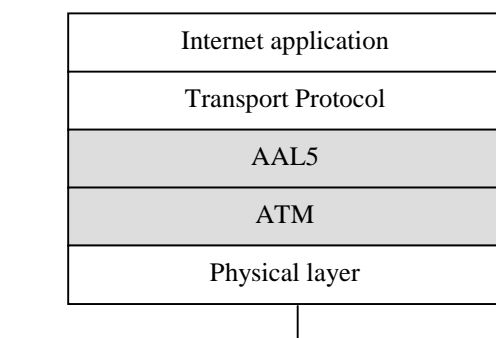 Internet application
Transport Protocol
AAL5
ATM
Physical layer